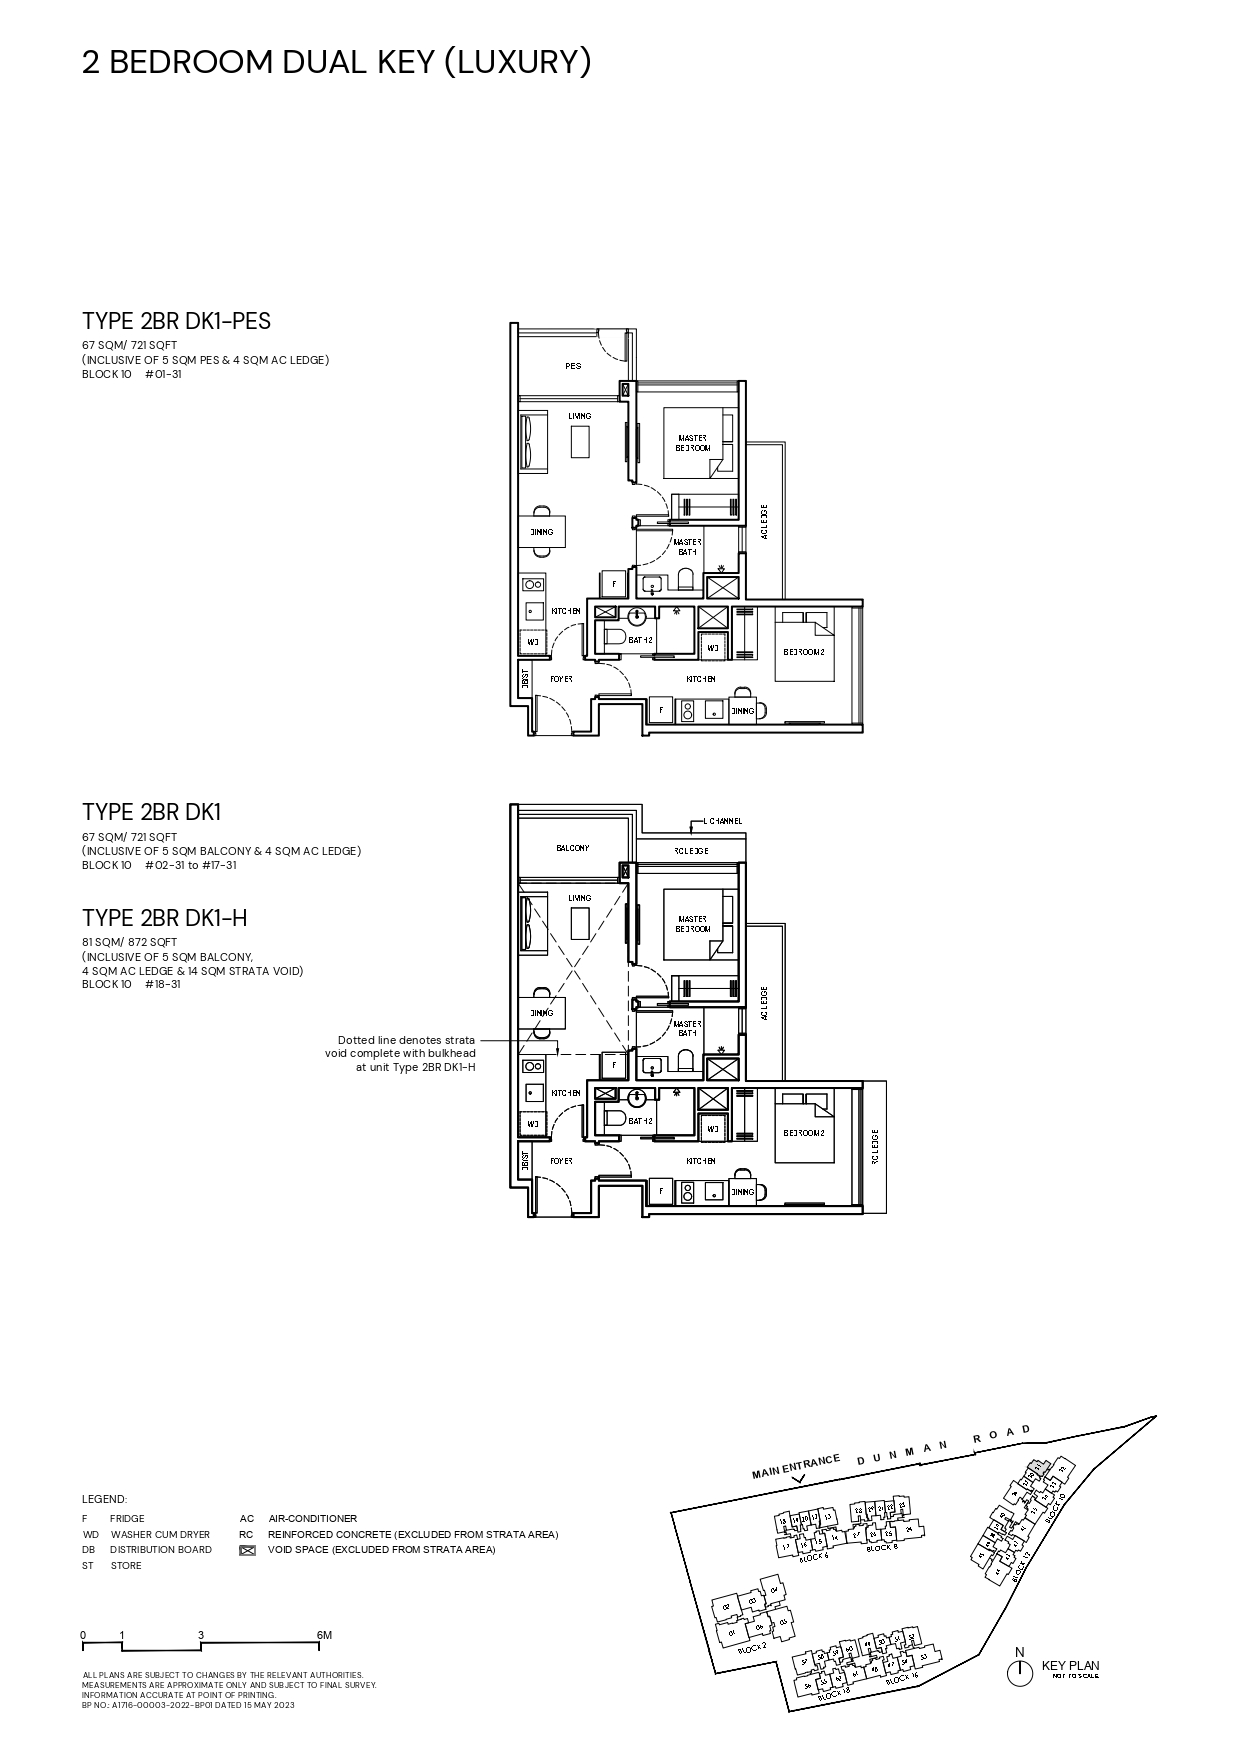 2 BEDROOM DUAL KEY (LUXURY)
TYPE 2BR DK1-PES
67 SQM/ 721 SQFT
(INCLUSIVE OF 5 SQM PES & 4 SQM AC LEDGE)
BLOCK 10 #01-31
PES
LIVING
MASTER
BEDROOM
AC LEDGE
DINING
MASTER
BATH
F
KITCHEN
BATH 2
WD
WD
BEDROOM 2
DB/ST
FOYER
KITCHEN
F
DINING
TYPE 2BR DK1
67 SQM/ 721 SQFT
(INCLUSIVE OF 5 SQM BALCONY & 4 SQM AC LEDGE)
BLOCK 10 #02-31 to #17-31
TYPE 2BR DK1-H
81 SQM/ 872 SQFT
(INCLUSIVE OF 5 SQM BALCONY,
4 SQM AC LEDGE & 14 SQM STRATA VOID)
BLOCK 10 #18-31
Dotted line denotes strata
void complete with bulkhead
at unit Type 2BR DK1-H
BALCONY
L CHANNEL
RC LEDGE
LIVING
MASTER
BEDROOM
AC LEDGE
DINING
MASTER
BATH
F
KITCHEN
BATH 2
WD
WD
BEDROOM 2
RC LEDGE
DB/ST
FOYER
KITCHEN
F
DINING
LEGEND:
F FRIDGE
WD WASHER CUM DRYER
DB DISTRIBUTION BOARD
ST STORE
AC AIR-CONDITIONER
RC REINFORCED CONCRETE (EXCLUDED FROM STRATA AREA)
VOID SPACE (EXCLUDED FROM STRATA AREA)
0 1 3 6M
ALL PLANS ARE SUBJECT TO CHANGES BY THE RELEVANT AUTHORITIES.
MEASUREMENTS ARE APPROXIMATE ONLY AND SUBJECT TO FINAL SURVEY.
INFORMATION ACCURATE AT POINT OF PRINTING.
BP NO.: A1716-00003-2022-BP01 DATED 15 MAY 2023
MAIN ENTRANCE
DUNMAN ROAD
BLOCK 6
BLOCK 8
BLOCK 10
BLOCK 12
BLOCK 2
BLOCK 18
BLOCK 16
N
KEY PLAN
NOT TO SCALE